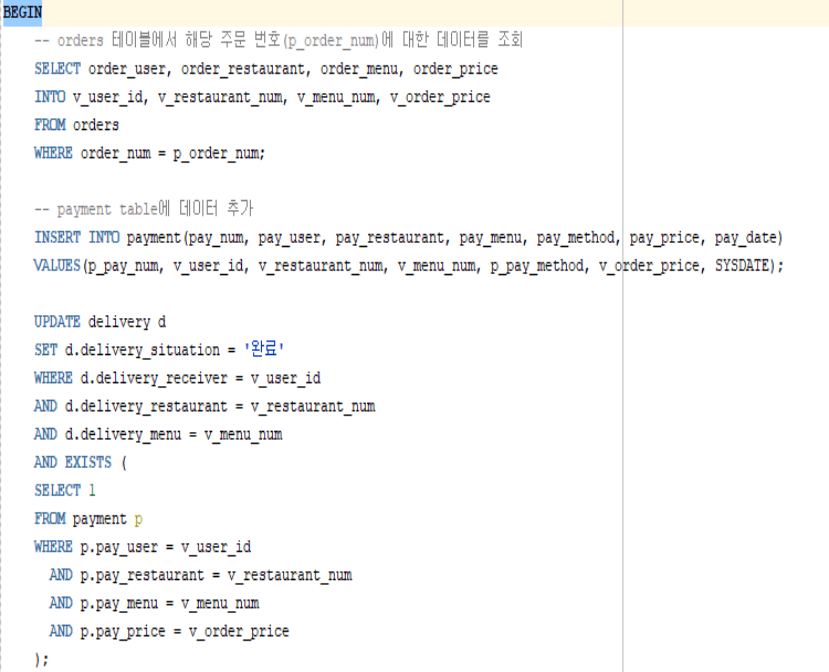 BEGIN
-- orders 테이블에서 해당 주문 번호(p_order_num)에 대한 데이터를 조회
SELECT order_user, order_restaurant, order_menu, order_price
INTO v_user_id, v_restaurant_num, v_menu_num, v_order_price
FROM orders
WHERE order_num = p_order_num;
-- payment table에 데이터 추가
INSERT INTO payment(pay_num, pay_user, pay_restaurant, pay_menu, pay_method, pay_price, pay_date)
VALUES(p_pay_num, v_user_id, v_restaurant_num, v_menu_num, p_pay_method, v_order_price, SYSDATE);
UPDATE delivery d
SET d.delivery_situation = '완료'
WHERE d.delivery_receiver = v_user_id
AND d.delivery_restaurant = v_restaurant_num
AND d.delivery_menu = v_menu_num
AND EXISTS (
SELECT 1
FROM payment p
WHERE p.pay_user = v_user_id
AND p.pay_restaurant = v_restaurant_num
AND p.pay_menu = v_menu_num
AND p.pay_price = v_order_price
);